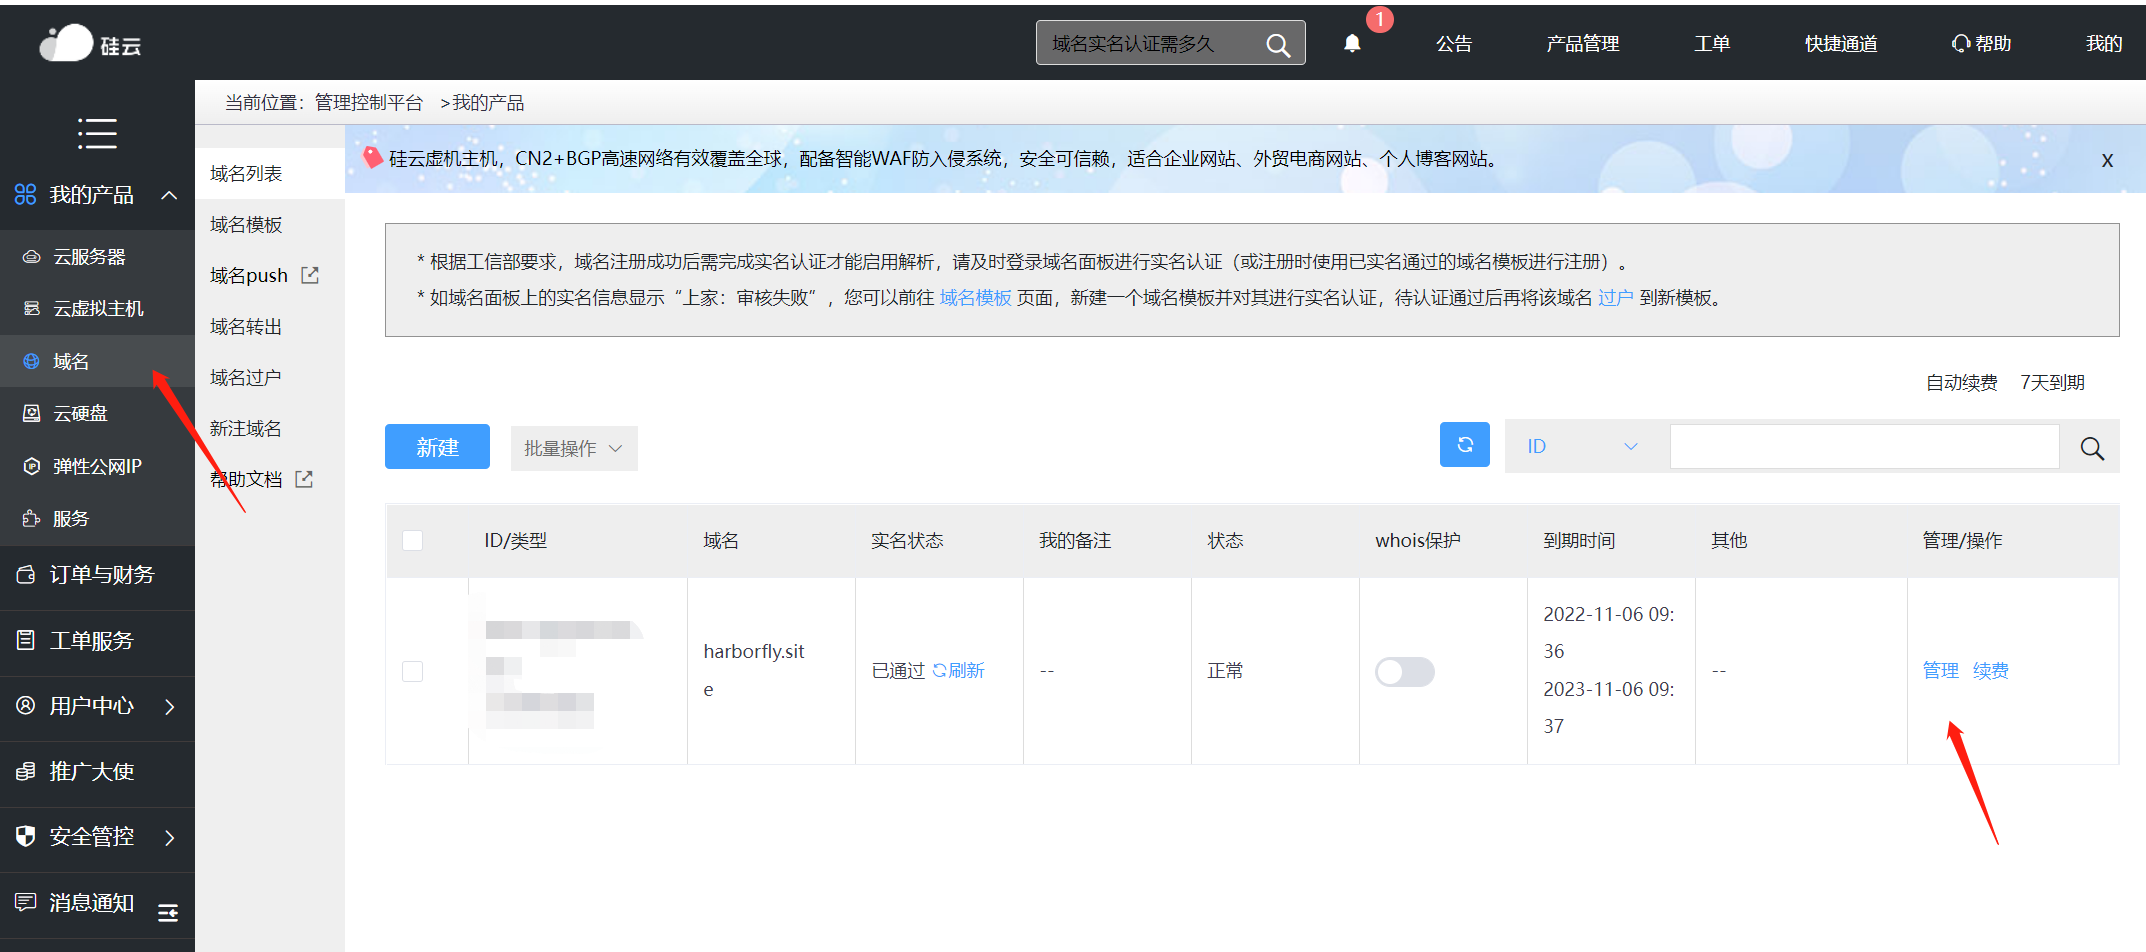 硅云
域名实名认证需多久
1
公告
产品管理
工单
快捷通道
帮助
我的
当前位置：管理控制平台 >我的产品
我的产品
云服务器
云虚拟主机
域名
云硬盘
弹性公网IP
服务
订单与财务
工单服务
用户中心
推广大使
安全管控
消息通知
域名列表
域名模板
域名push
域名转出
域名过户
新注域名
帮助文档
硅云虚机主机，CN2+BGP高速网络有效覆盖全球，配备智能WAF防入侵系统，安全可信赖，适合企业网站、外贸电商网站、个人博客网站。
X
* 根据工信部要求，域名注册成功后需完成实名认证才能启用解析，请及时登录域名面板进行实名认证（或注册时使用已实名通过的域名模板进行注册）。
* 如域名面板上的实名信息显示“上家：审核失败”，您可以前往 域名模板 页面，新建一个域名模板并对其进行实名认证，待认证通过后再将该域名 过户 到新模板。
自动续费 7天到期
新建
批量操作
ID
ID/类型 域名 实名状态 我的备注 状态 whois保护 到期时间 其他 管理/操作
harborfly.sit
e
已通过 刷新
--
正常
2022-11-06 09:
36
2023-11-06 09:
37
--
管理 续费